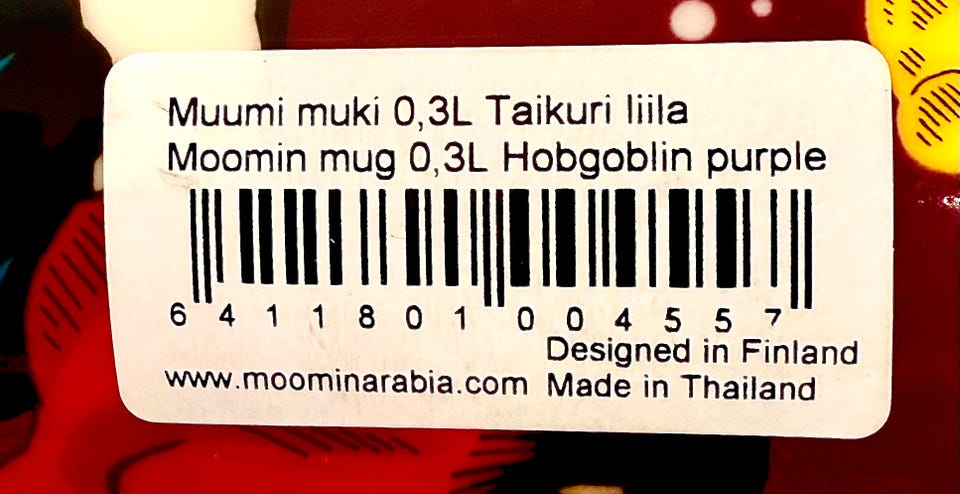 Muumi muki 0,3L Taikuri liila
Moomin mug 0,3L Hobgoblin purple
6 411801 004557
Designed in Finland
www.moominarabia.com Made in Thailand